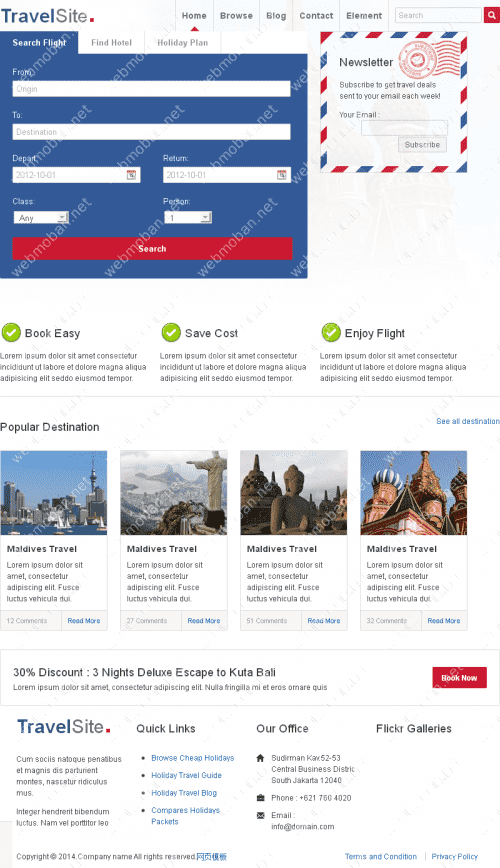 TravelSite.
Home Browse Blog Contact Element
Search
Search Flight Find Hotel Holiday Plan
From:
Origin
To:
Destination
Depart: Return:
2012-10-01 2012-10-01
Class: Person:
Any 1
Search
Newsletter
Subscribe to get travel deals
sent to your email each week!
Your Email :
Subscribe
Book Easy
Lorem ipsum dolor sit amet consectetur
incididunt ut labore et dolore magna aliqua
adipisicing elit seddo eiusmod tempor.
Save Cost
Lorem ipsum dolor sit amet consectetur
incididunt ut labore et dolore magna aliqua
adipisicing elit seddo eiusmod tempor.
Enjoy Flight
Lorem ipsum dolor sit amet consectetur
incididunt ut labore et dolore magna aliqua
adipisicing elit seddo eiusmod tempor.
Popular Destination
See all destination
Maldives Travel
Lorem ipsum dolor sit
amet, consectetur
adipiscing elit. Fusce
luctus vehicula dui.
12 Comments Read More
Maldives Travel
Lorem ipsum dolor sit
amet, consectetur
adipiscing elit. Fusce
luctus vehicula dui.
27 Comments Read More
Maldives Travel
Lorem ipsum dolor sit
amet, consectetur
adipiscing elit. Fusce
luctus vehicula dui.
51 Comments Read More
Maldives Travel
Lorem ipsum dolor sit
amet, consectetur
adipiscing elit. Fusce
luctus vehicula dui.
32 Comments Read More
30% Discount : 3 Nights Deluxe Escape to Kuta Bali
Lorem ipsum dolor sit amet, consectetur adipiscing elit. Nulla fringilla mi et eros ornare quis
Book Now
TravelSite.
Cum sociis natoque penatibus
et magnis dis parturient
montes, nascetur ridiculus
mus.
Integer hendrerit bibendum
luctus. Nam vel porttitor leo
Quick Links
Browse Cheap Holidays
Holiday Travel Guide
Holiday Travel Blog
Compares Holidays
Packets
Our Office
Sudirman Kav.52-53
Central Business Distric
South Jakarta 12040
Phone : +621 766 4020
Email :
info@domain.com
Flickr Galleries
Copyright © 2014.Company name All rights reserved.网页模板
Terms and Condition Privacy Policy
webmoban.net